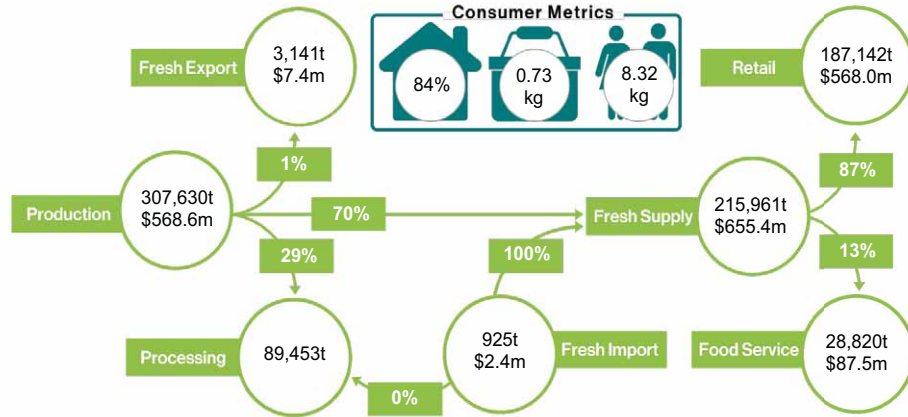 Consumer Metrics
84%
0.73
kg
8.32
kg
Fresh Export
3,141t
$7.4m
Retail
187,142t
$568.0m
1%
87%
Production
307,630t
$568.6m
70%
Fresh Supply
215,961t
$655.4m
29%
100%
13%
Processing
89,453t
925t
$2.4m
Fresh Import
Food Service
28,820t
$87.5m
0%